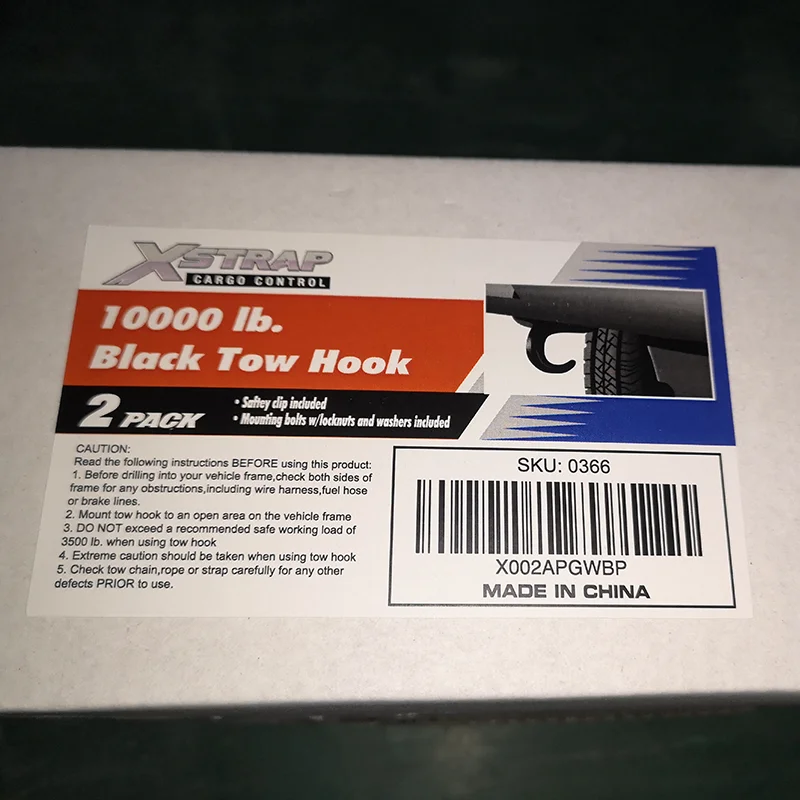 XSTRAP
CARGO CONTROL
10000 lb.
Black Tow Hook
2 PACK
• Saftey clip included
• Mounting bolts w/locknuts and washers included
CAUTION:
Read the following instructions BEFORE using this product:
1. Before drilling into your vehicle frame,check both sides of
frame for any obstructions,including wire harness,fuel hose
or brake lines.
2. Mount tow hook to an open area on the vehicle frame
3. DO NOT exceed a recommended safe working load of
3500 lb. when using tow hook
4. Extreme caution should be taken when using tow hook
5. Check tow chain,rope or strap carefully for any other
defects PRIOR to use.
SKU: 0366
X002APGWBP
MADE IN CHINA